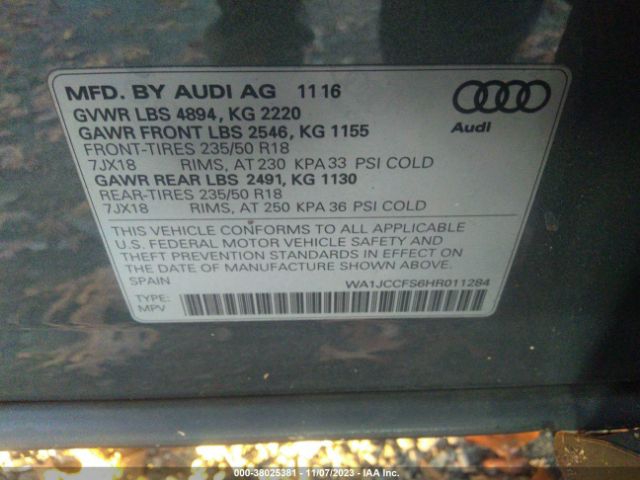 MFD. BY AUDI AG 11 16
GVWR LBS 4894, KG 2220
GAWR FRONT LBS 2546, KG 1155
FRONT-TIRES 235/50 R18
7JX18 RIMS, AT 230 KPA 33 PSI COLD
GAWR REAR LBS 2491, KG 1130
REAR-TIRES 235/50 R18
7JX18 RIMS, AT 250 KPA 36 PSI COLD
Audi
THIS VEHICLE CONFORMS TO ALL APPLICABLE
U.S. FEDERAL MOTOR VEHICLE SAFETY AND
THEFT PREVENTION STANDARDS IN EFFECT ON
THE DATE OF MANUFACTURE SHOWN ABOVE.
SPAIN
WA1JCCFS6HR011284
TYPE:
MPV
000-38025381 - 11/07/2023 - IAA Inc.